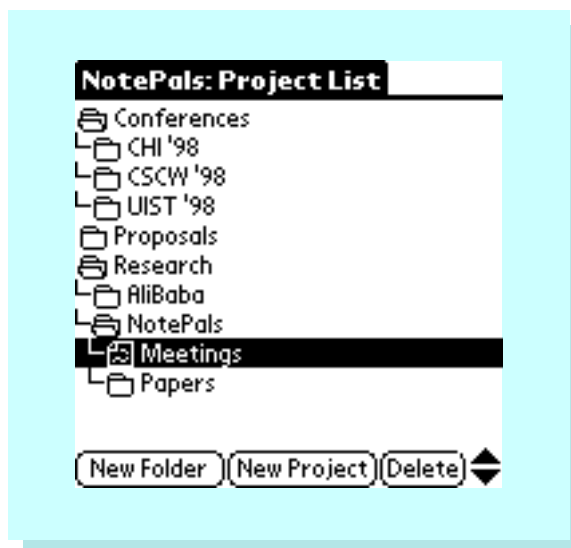 NotePals: Project List
Conferences
CHI '98
CSCW '98
UIST '98
Proposals
Research
AliBaba
NotePals
Meetings
Papers
New Folder New Project Delete